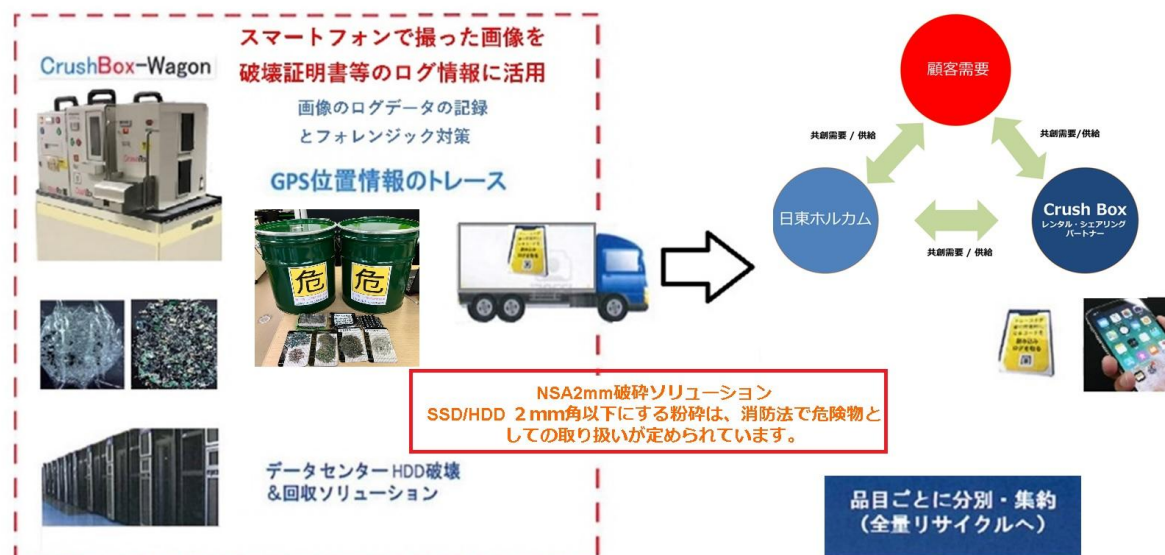 CrushBox-Wagon
スマートフォンで撮った画像を
破壊証明書等のログ情報に活用
画像のログデータの記録
とフォレンジック対策
GPS位置情報のトレース
危
危
データセンターHDD破壊
&回収ソリューション
NSA2mm破砕ソリューション
SSD/HDD ２mm角以下にする粉砕は、消防法で危険物と
しての取り扱いが定められています。
顧客需要
共創需要 / 供給
共創需要/供給
日東ホルカム
Crush Box
レンタル・シェアリング
パートナー
共創需要 / 供給
品目ごとに分別・集約
（全量リサイクルへ）